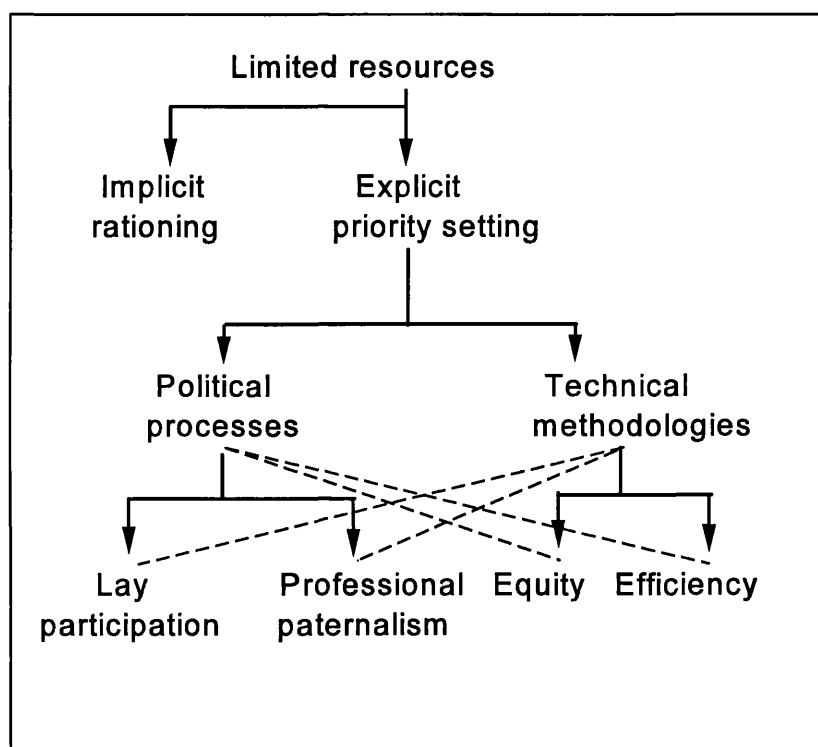 Limited resources
Implicit
rationing
Explicit
priority setting
Political
processes
Technical
methodologies
Lay
participation
Professional
paternalism
Equity
Efficiency